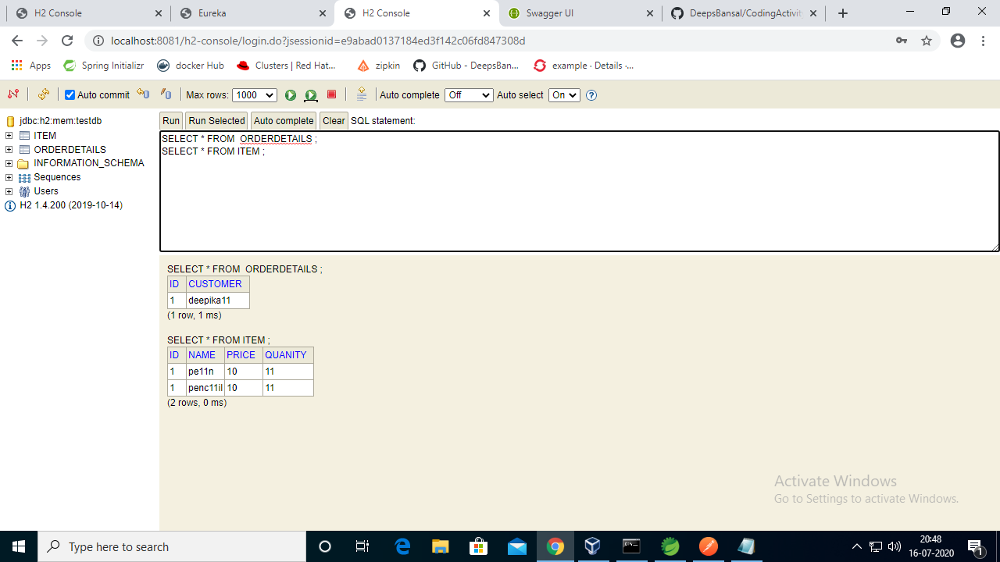 H2 Console
Eureka
H2 Console
Swagger UI
DeepsBansal/CodingActivit
localhost:8081/h2-console/login.do?jsessionid=e9abad0137184ed3f142c06fd847308d
Apps
Spring Initializr
docker Hub
Clusters | Red Hat...
zipkin
GitHub - DeepsBan...
example · Details ·...
Auto commit
Max rows:
1000
Auto complete
Off
Auto select
On
jdbc:h2:mem:testdb
ITEM
ORDERDETAILS
INFORMATION_SCHEMA
Sequences
Users
H2 1.4.200 (2019-10-14)
Run
Run Selected
Auto complete
Clear
SQL statement:
SELECT * FROM  ORDERDETAILS ;
SELECT * FROM ITEM ;
SELECT * FROM  ORDERDETAILS ;
ID CUSTOMER
1 deepika11
(1 row, 1 ms)
SELECT * FROM ITEM ;
ID NAME PRICE QUANITY
1 pe11n 10 11
1 penc11il 10 11
(2 rows, 0 ms)
Activate Windows
Go to Settings to activate Windows.
Type here to search
20:48
16-07-2020
1